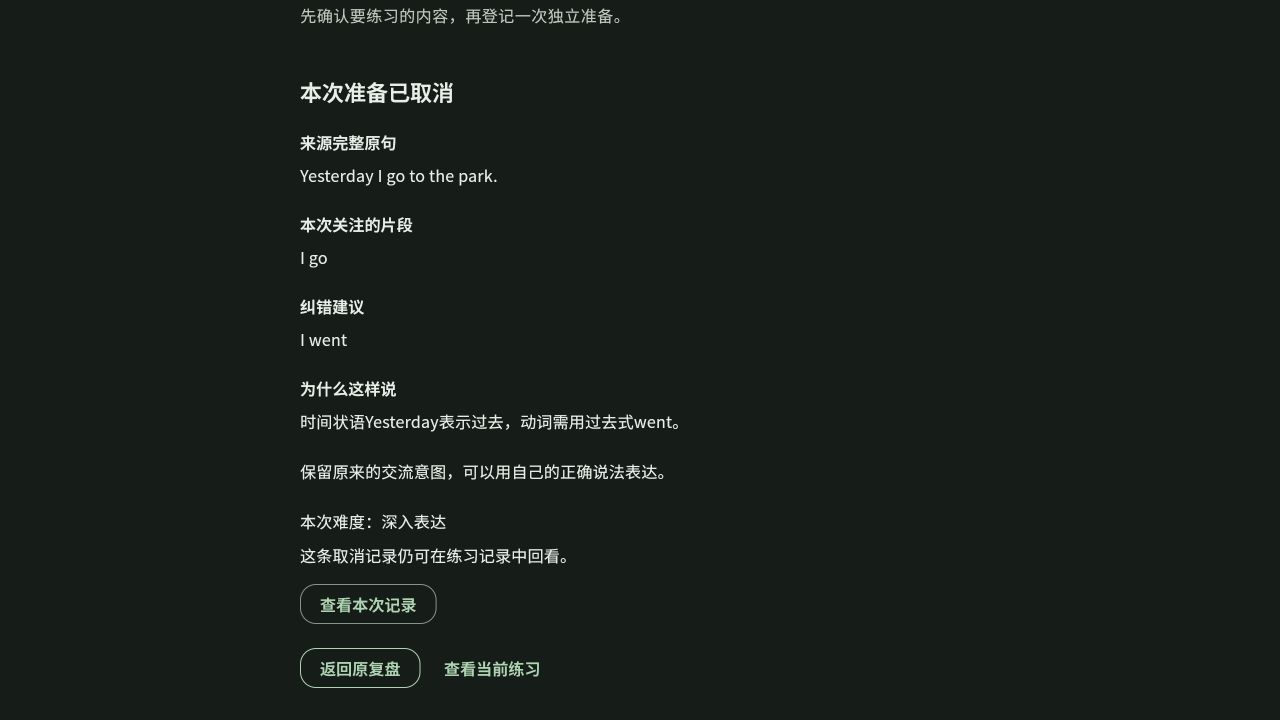 先确认要练习的内容，再登记一次独立准备。
本次准备已取消
来源完整原句
Yesterday I go to the park.
本次关注的片段
I go
纠错建议
I went
为什么这样说
时间状语Yesterday表示过去，动词需用过去式went。
保留原来的交流意图，可以用自己的正确说法表达。
本次难度：深入表达
这条取消记录仍可在练习记录中回看。
查看本次记录
返回原复盘 查看当前练习